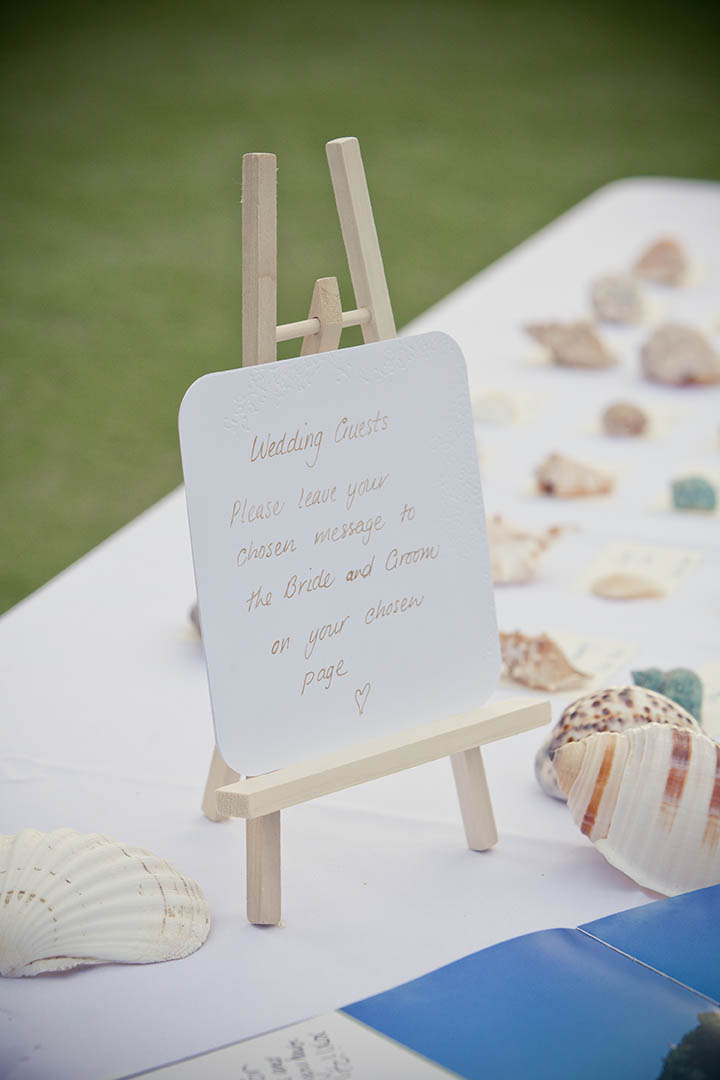 Wedding Guests
Please leave your
chosen message to
the Bride and Groom
on your chosen
page